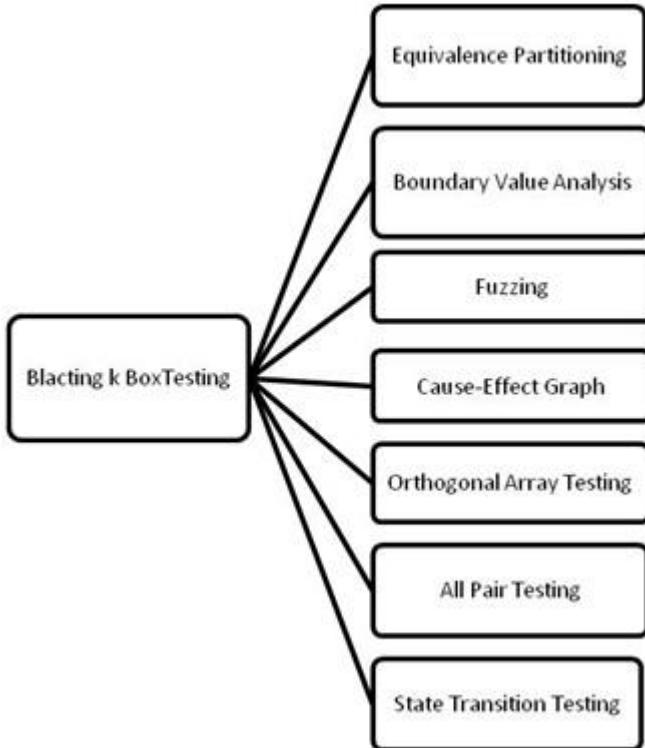 Equivalence Partitioning
Boundary Value Analysis
Fuzzing
Blacting k BoxTesting
Cause-Effect Graph
Orthogonal Array Testing
All Pair Testing
State Transition Testing